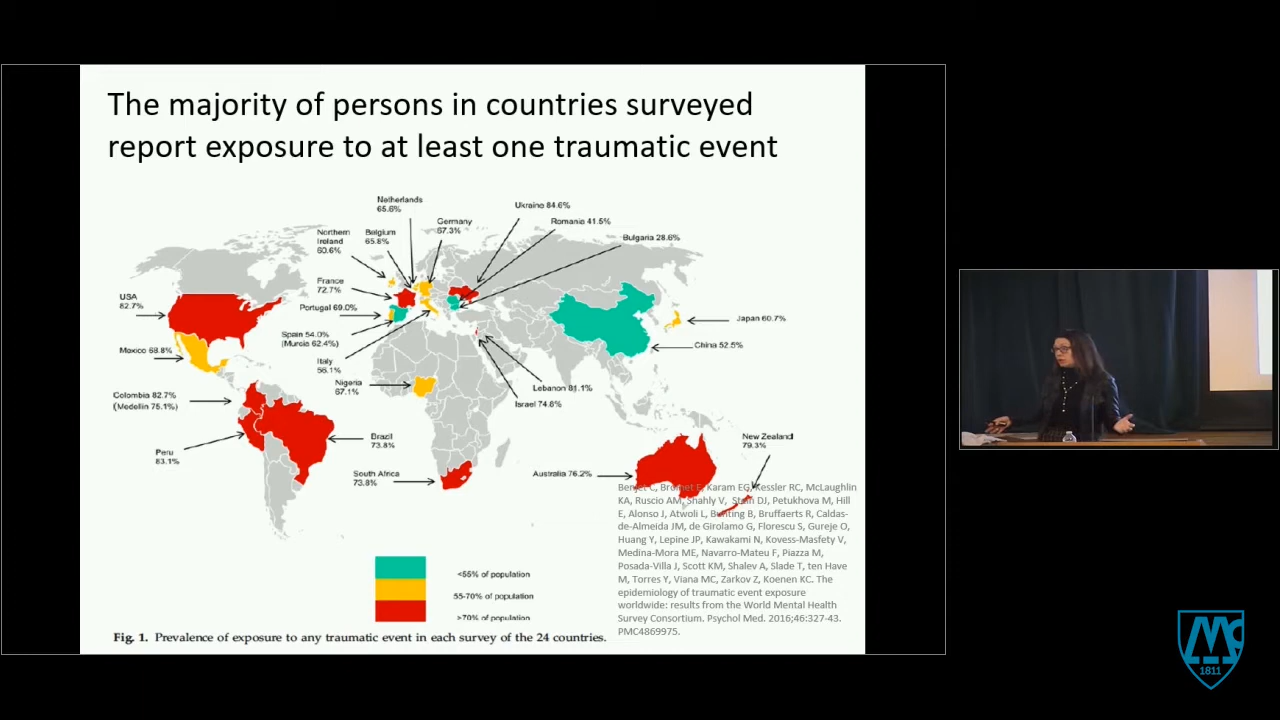 The majority of persons in countries surveyed
report exposure to at least one traumatic event
Netherlands
65.6%
Ukraine 84.6%
Germany
67.3%
Romania 41.5%
Northern
Ireland
60.6%
Belgium
65.8%
Bulgaria 28.6%
France
72.7%
USA
82.7%
Portugal 69.0%
Japan 60.7%
Spain 54.0%
(Murcia 62.4%)
China 52.5%
Mexico 68.8%
Italy
56.1%
Nigeria
67.1%
Lebanon 81.1%
Colombia 82.7%
(Medellin 75.1%)
Israel 74.8%
Brazil
73.8%
New Zealand
79.3%
Peru
83.1%
South Africa
73.8%
Australia 76.2%
Benjet C, Bromet E, Karam EG, Kessler RC, McLaughlin
KA, Ruscio AM, Shahly V, Stein DJ, Petukhova M, Hill
E, Alonso J, Atwoli L, Bunting B, Bruffaerts R, Caldas-
de-Almeida JM, de Girolamo G, Florescu S, Gureje O,
Huang Y, Lepine JP, Kawakami N, Kovess-Masfety V,
Medina-Mora ME, Navarro-Mateu F, Piazza M,
Posada-Villa J, Scott KM, Shalev A, Slade T, ten Have
M, Torres Y, Viana MC, Zarkov Z, Koenen KC. The
epidemiology of traumatic event exposure
worldwide: results from the World Mental Health
Survey Consortium. Psychol Med. 2016;46:327-43.
PMC4869975.
<55% of population
55-70% of population
>70% of population
Fig. 1. Prevalence of exposure to any traumatic event in each survey of the 24 countries.
1811